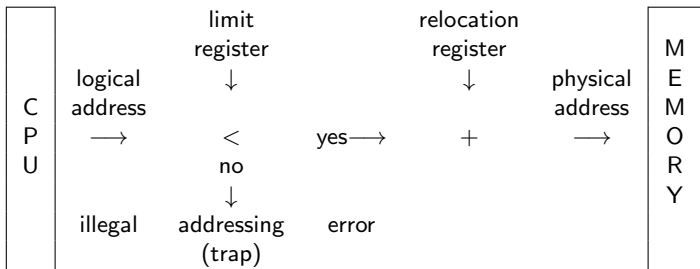 limit relocation
register register
M
logical ↓ ↓ physical E
C address address M
P ⟶ < yes⟶ + ⟶ O
U no R
↓ Y
illegal addressing error
(trap)